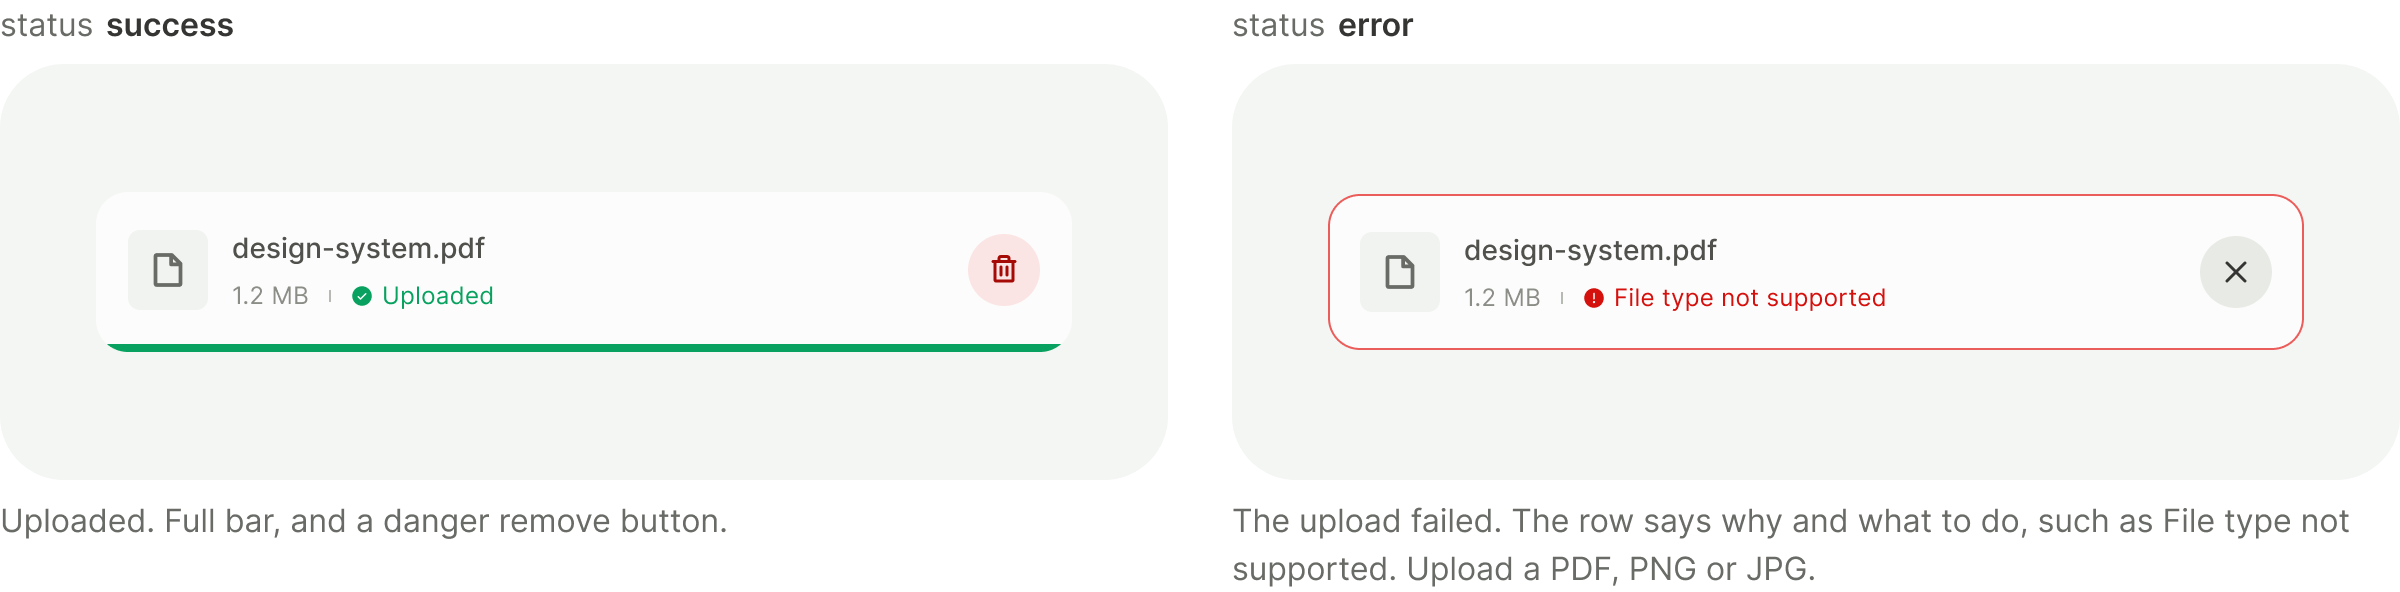 status success
design-system.pdf
1.2 MB
Uploaded
Uploaded. Full bar, and a danger remove button.
status error
design-system.pdf
1.2 MB
File type not supported
The upload failed. The row says why and what to do, such as File type not
supported. Upload a PDF, PNG or JPG.